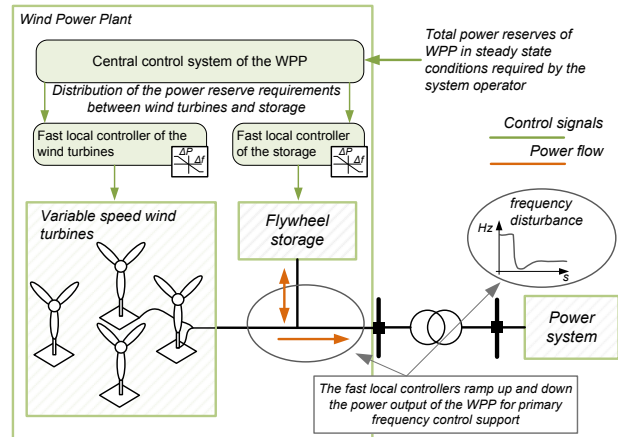 Wind Power Plant
Central control system of the WPP
Total power reserves of
WPP in steady state
conditions required by the
system operator
Distribution of the power reserve requirements
between wind turbines and storage
Fast local controller of the
wind turbines
ΔP
Δf
Fast local controller
of the storage
ΔP
Δf
Control signals
Power flow
Variable speed wind
turbines
Flywheel
storage
frequency
disturbance
Hz
s
Power
system
The fast local controllers ramp up and down
the power output of the WPP for primary
frequency control support